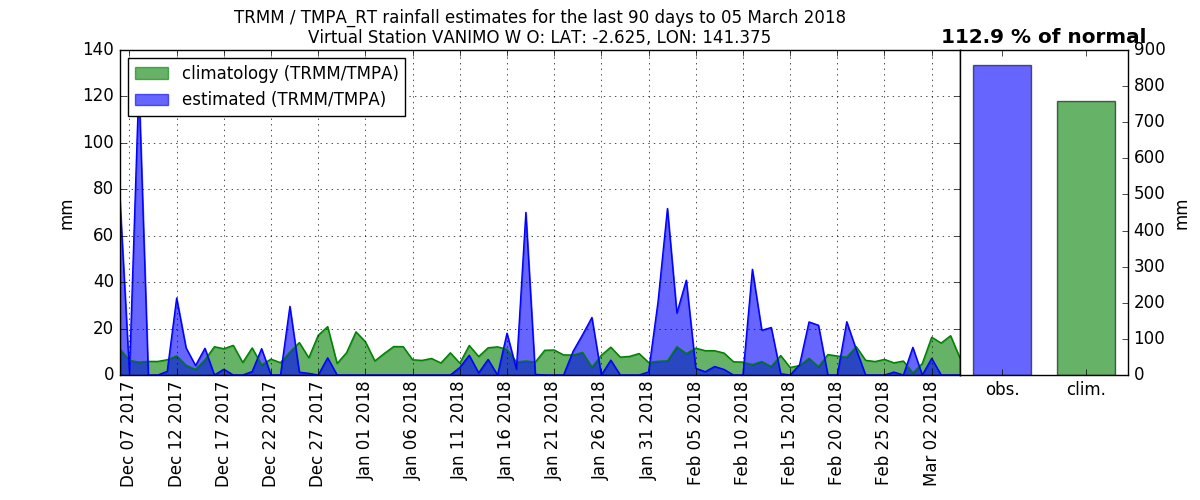 TRMM / TMPA_RT rainfall estimates for the last 90 days to 05 March 2018
Virtual Station VANIMO W O: LAT: -2.625, LON: 141.375
112.9 % of normal
climatology (TRMM/TMPA)
estimated (TRMM/TMPA)
mm
140
120
100
80
60
40
20
0
Dec 07 2017
Dec 12 2017
Dec 17 2017
Dec 22 2017
Dec 27 2017
Jan 01 2018
Jan 06 2018
Jan 11 2018
Jan 16 2018
Jan 21 2018
Jan 26 2018
Jan 31 2018
Feb 05 2018
Feb 10 2018
Feb 15 2018
Feb 20 2018
Feb 25 2018
Mar 02 2018
900
800
700
600
500
400
300
200
100
0
mm
obs.
clim.